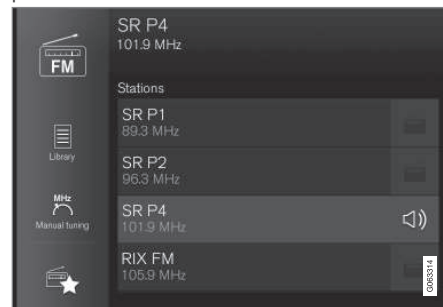 SR P4
101.9 MHz
FM
Stations
SR P1
89.3 MHz
Library
SR P2
96.3 MHz
MHz
Manual tuning
SR P4
101.9 MHz
RIX FM
105.9 MHz
G063314